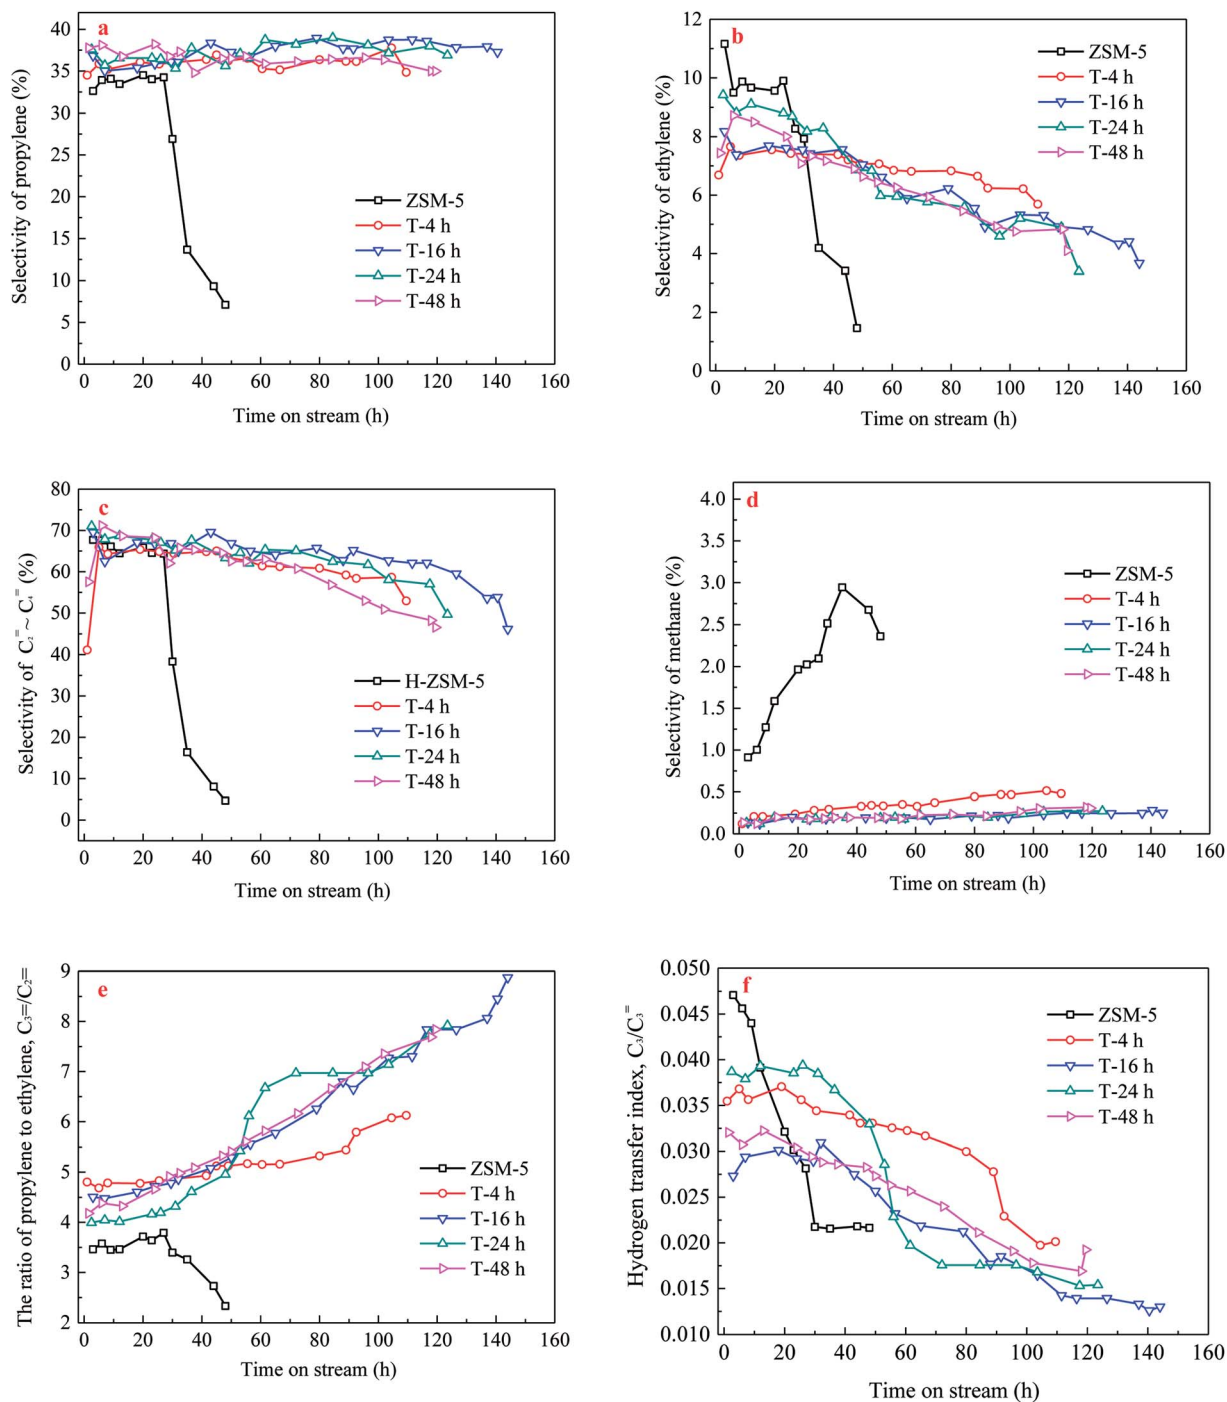 a
Selectivity of propylene (%)
40
35
30
25
20
15
10
5
0
ZSM-5
T-4 h
T-16 h
T-24 h
T-48 h
0 20 40 60 80 100 120 140 160
Time on stream (h)
b
Selectivity of ethylene (%)
12
10
8
6
4
2
0
ZSM-5
T-4 h
T-16 h
T-24 h
T-48 h
0 20 40 60 80 100 120 140 160
Time on stream (h)
c
Selectivity of C₂⁼~C₄⁼ (%)
80
70
60
50
40
30
20
10
0
H-ZSM-5
T-4 h
T-16 h
T-24 h
T-48 h
0 20 40 60 80 100 120 140 160
Time on stream (h)
d
Selectivity of methane (%)
4.0
3.5
3.0
2.5
2.0
1.5
1.0
0.5
0.0
ZSM-5
T-4 h
T-16 h
T-24 h
T-48 h
0 20 40 60 80 100 120 140 160
Time on stream (h)
e
The ratio of propylene to ethylene, C₃=/C₂=
9
8
7
6
5
4
3
2
ZSM-5
T-4 h
T-16 h
T-24 h
T-48 h
0 20 40 60 80 100 120 140 160
Time on stream (h)
f
Hydrogen transfer index, C₃/C₃⁼
0.050
0.045
0.040
0.035
0.030
0.025
0.020
0.015
0.010
ZSM-5
T-4 h
T-16 h
T-24 h
T-48 h
0 20 40 60 80 100 120 140 160
Time on stream (h)